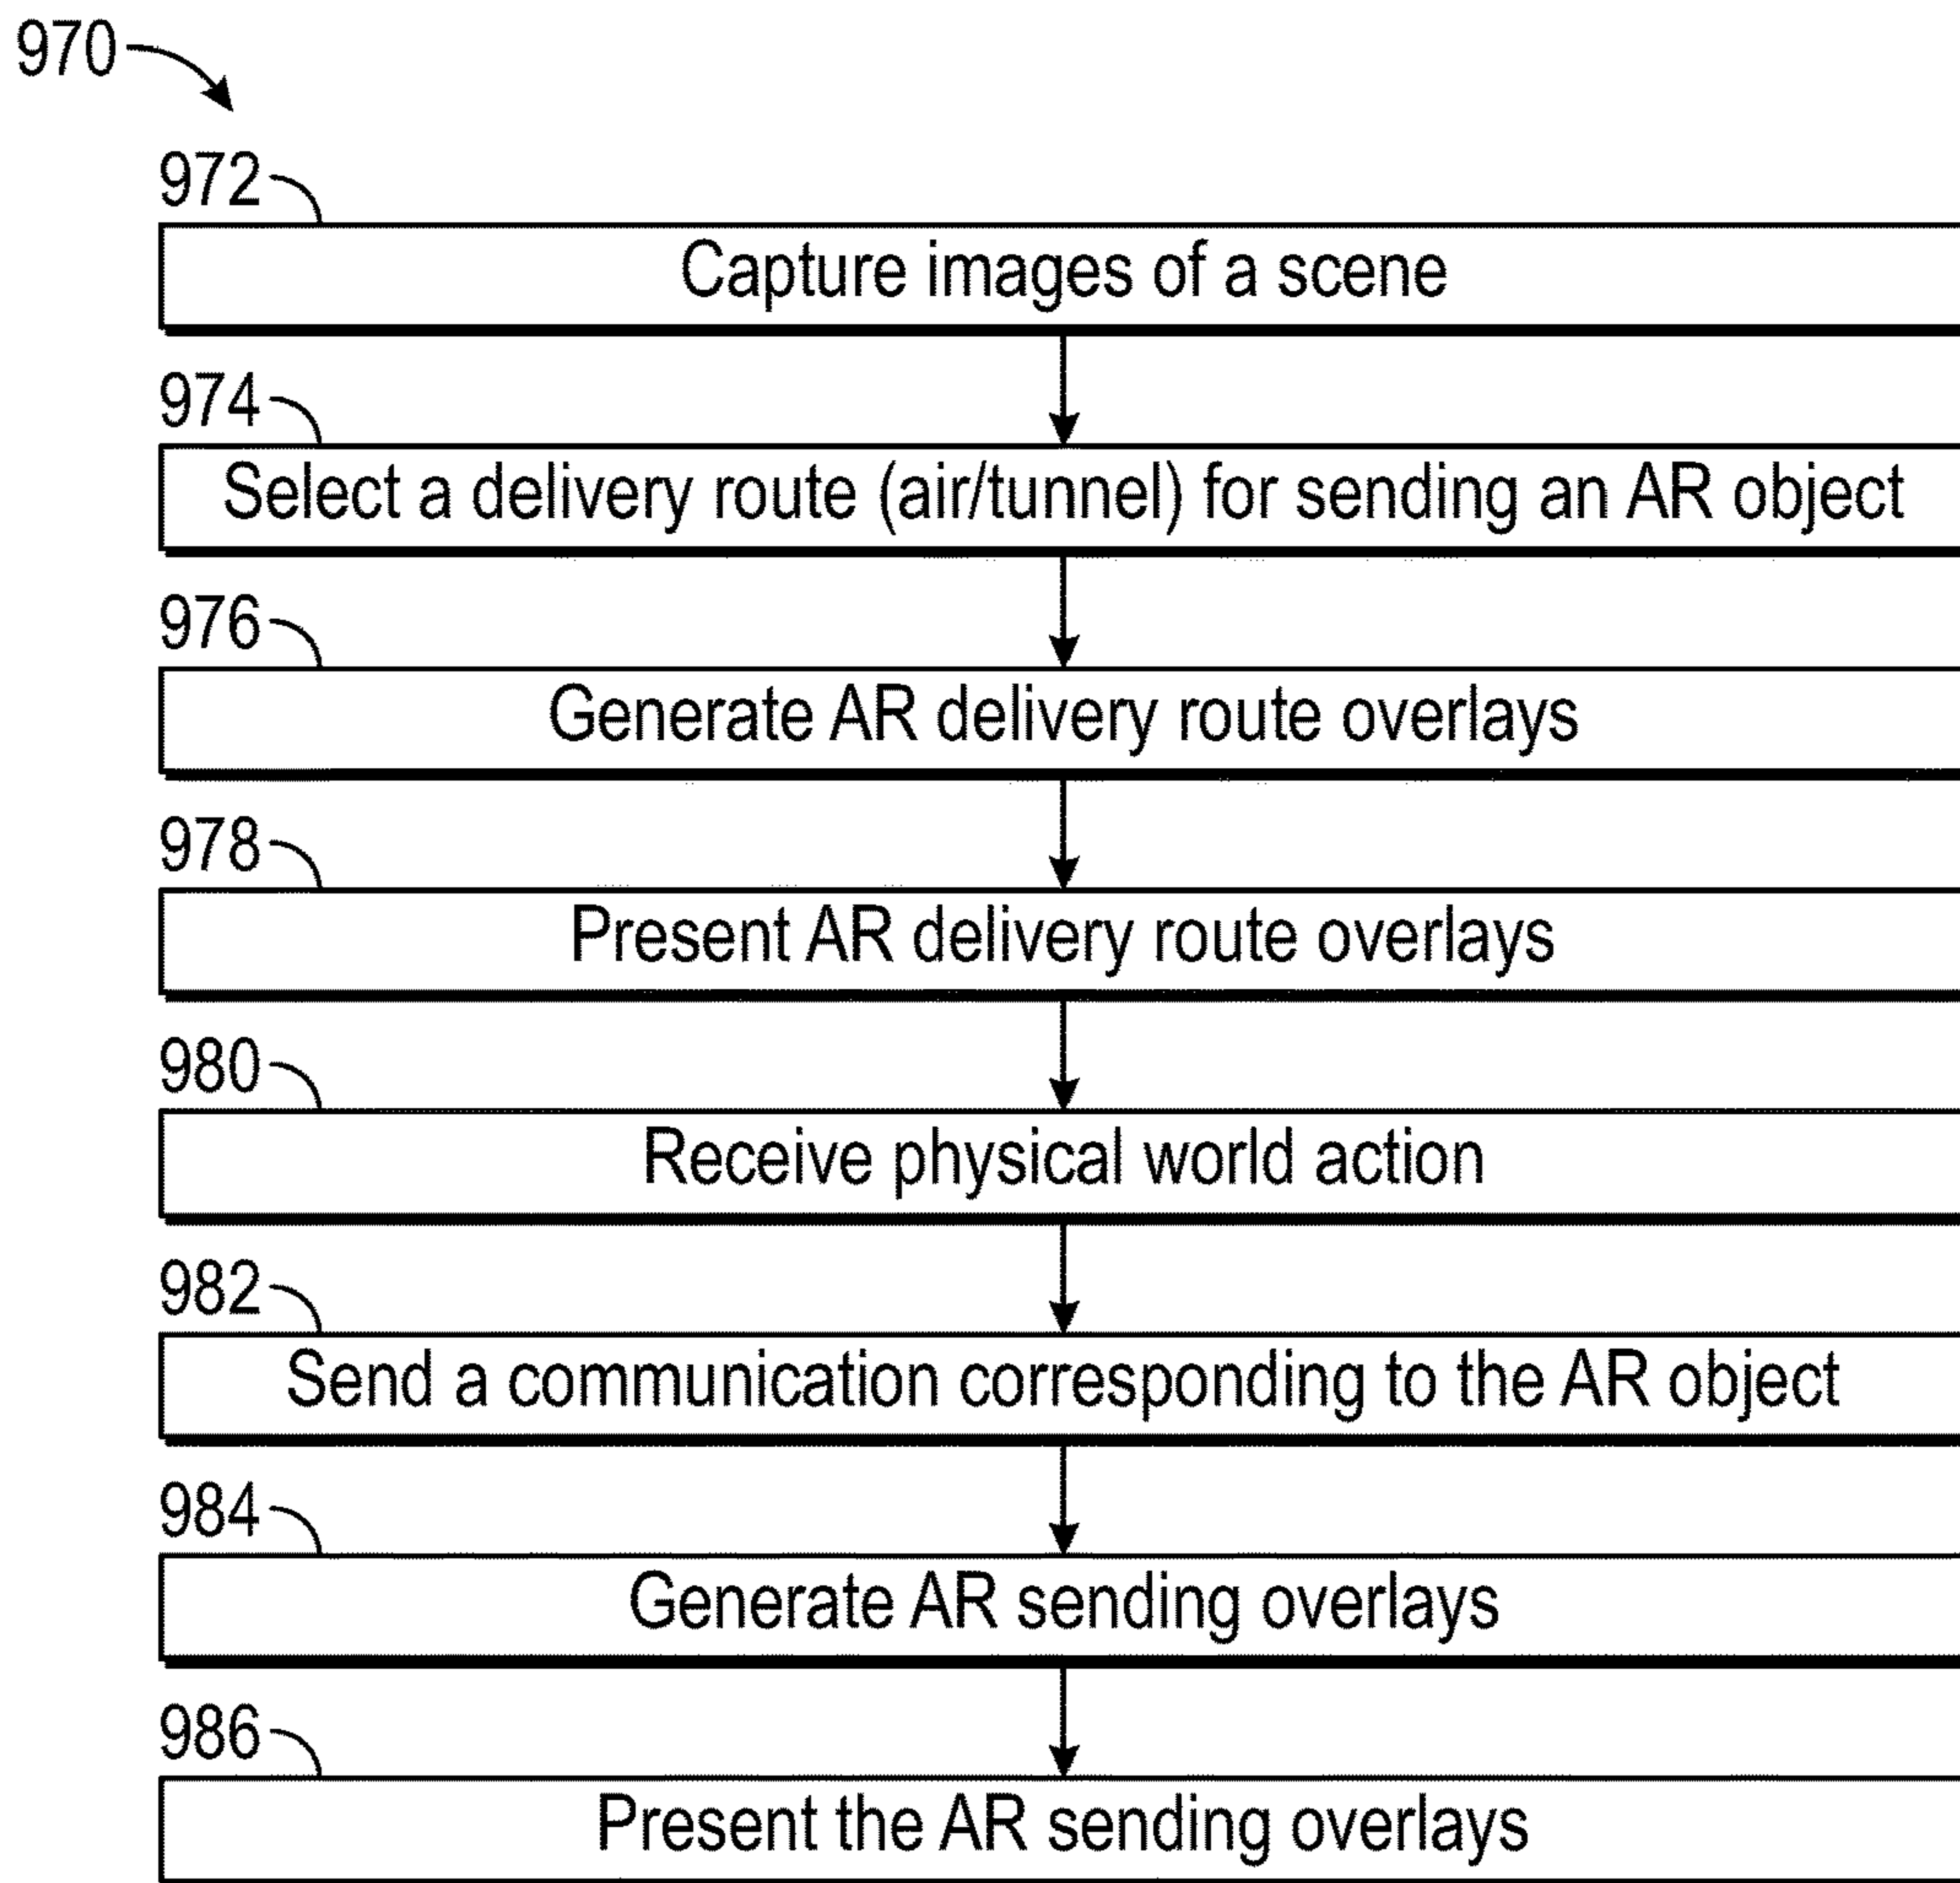 970
972
Capture images of a scene
974
Select a delivery route (air/tunnel) for sending an AR object
976
Generate AR delivery route overlays
978
Present AR delivery route overlays
980
Receive physical world action
982
Send a communication corresponding to the AR object
984
Generate AR sending overlays
986
Present the AR sending overlays